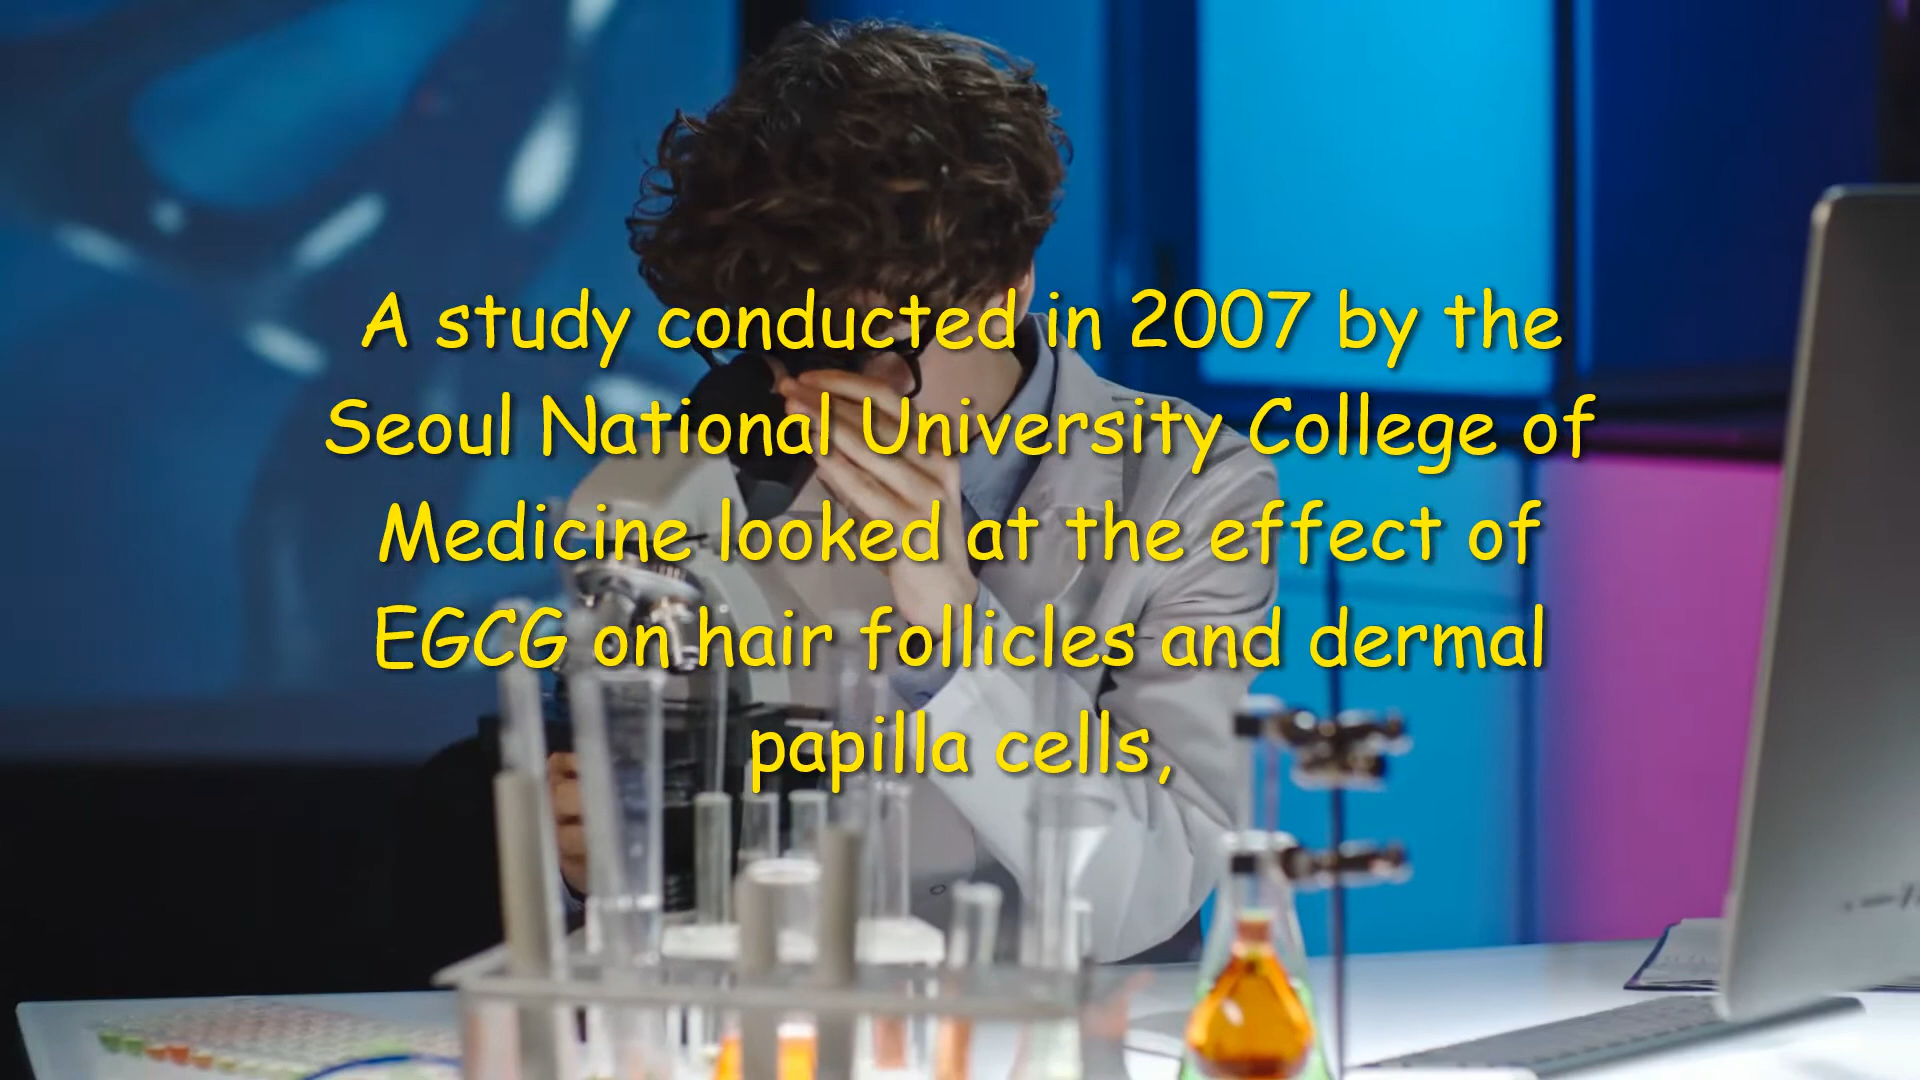 A study conducted in 2007 by the
Seoul National University College of
Medicine looked at the effect of
EGCG on hair follicles and dermal
papilla cells,